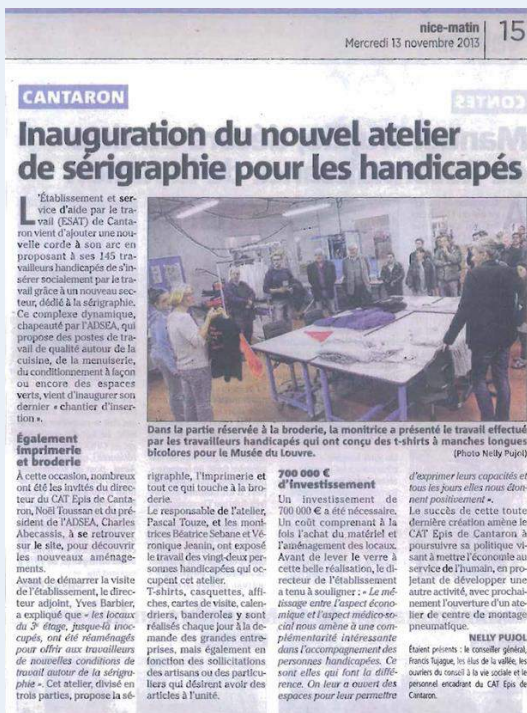 nice-matin
Mercredi 13 novembre 2013
15
CANTARON
Inauguration du nouvel atelier
de sérigraphie pour les handicapés
L'Établissement et ser-
vice d'aide par le tra-
vail (ESAT) de Canta-
ron vient d'ajouter une nou-
velle corde à son arc en
proposant à ses 145 tra-
vailleurs handicapés de s'in-
sérer socialement par le tra-
vail grâce à un nouveau sec-
teur, dédié à la sérigraphie.
Ce complexe dynamique,
chapeauté par l'ADSEA, qui
propose des postes de tra-
vail de qualité autour de la
cuisine, de la menuiserie,
du conditionnement à façon
ou encore des espaces
verts, vient d'inaugurer son
dernier « chantier d'inser-
tion ».
Dans la partie réservée à la broderie, la monitrice a présenté le travail effectué
par les travailleurs handicapés qui ont conçu des t-shirts à manches longues
bicolores pour le Musée du Louvre.
(Photo Nelly Pujol)
Également
imprimerie
et broderie
À cette occasion, nombreux
ont été les invités du direc-
teur du CAT Epis de Canta-
ron, Noël Toussan et du pré-
sident de l'ADSEA, Charles
Abecassis, à se retrouver
sur le site, pour découvrir
les nouveaux aménage-
ments.
Avant de démarrer la visite
de l'établissement, le direc-
teur adjoint, Yves Barbier,
a expliqué que « les locaux
du 3e étage, jusque-là inoc-
cupés, ont été réaménagés
pour offrir aux travailleurs
de nouvelles conditions de
travail autour de la sérigra-
phie ». Cet atelier, divisé en
trois parties, propose la sé-
rigraphie, l'imprimerie et
tout ce qui touche à la bro-
derie.
Le responsable de l'atelier,
Pascal Touze, et les moni-
trices Béatrice Sebane et Vé-
ronique Jeanin, ont exposé
le travail des vingt-deux per-
sonnes handicapées qui oc-
cupent cet atelier.
T-shirts, casquettes, affi-
ches, cartes de visite, calen-
driers, banderoles y sont
réalisés chaque jour à la de-
mande des grandes entre-
prises, mais également en
fonction des sollicitations
des artisans ou des particu-
liers qui désirent avoir des
articles à l'unité.
700 000 €
d'investissement
Un investissement de
700 000 € a été nécessaire.
Un coût comprenant à la
fois l'achat du matériel et
l'aménagement des locaux.
Avant de lever le verre à
cette belle réalisation, le di-
recteur de l'établissement
a tenu à souligner : « Le mé-
tissage entre l'aspect écono-
mique et l'aspect médico-so-
cial nous amène à une com-
plémentarité intéressante
dans l'accompagnement des
personnes handicapées. Ce
sont elles qui font la diffé-
rence. On leur a ouvert des
espaces pour leur permettre
d'exprimer leurs capacités et
tous les jours elles nous éton-
nent positivement ».
Le succès de cette toute
dernière création amène le
CAT Epis de Cantaron à
poursuivre sa politique vi-
sant à mettre l'économie au
service de l'humain, en pro-
jetant de développer une
autre activité, avec prochai-
nement l'ouverture d'un ate-
lier de centre de montage
pneumatique.
NELLY PUJOL
Étaient présents : le conseiller général,
Francis Tujague, les élus de la vallée, les
ouvriers du conseil à la vie sociale et le
personnel encadrant du CAT Epis de
Cantaron.